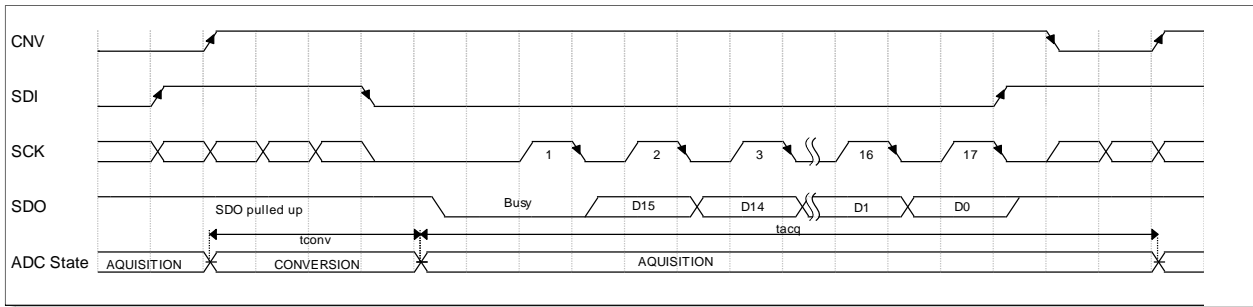 CNV
SDI
SCK
1 2 3 16 17
SDO
SDO pulled up
Busy
D15 D14 D1 D0
tconv
tacq
ADC State
AQUISITION CONVERSION AQUISITION